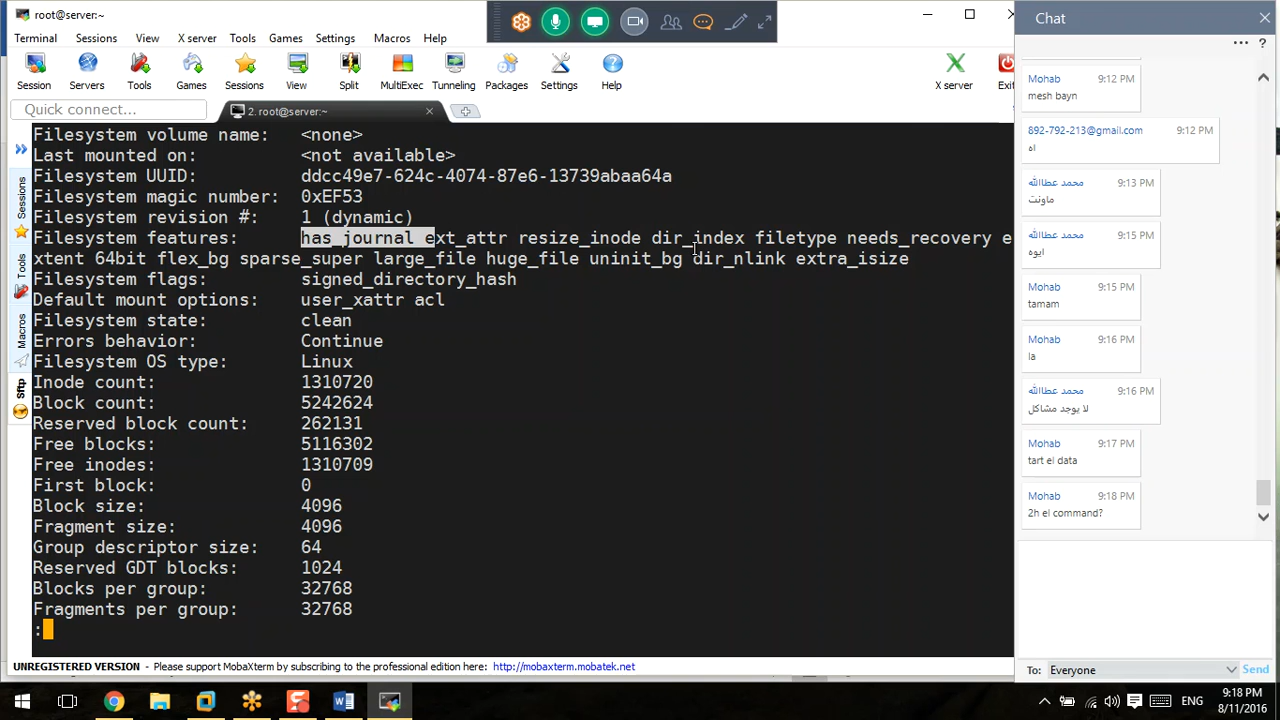 root@server:~
Terminal Sessions View X server Tools Games Settings Macros Help
Session Servers Tools Games Sessions View Split MultiExec Tunneling Packages Settings Help X server Exit
Quick connect...
2. root@server:~
Sessions
Tools
Macros
Sftp
Filesystem volume name: <none>
Last mounted on: <not available>
Filesystem UUID: ddcc49e7-624c-4074-87e6-13739abaa64a
Filesystem magic number: 0xEF53
Filesystem revision #: 1 (dynamic)
Filesystem features: has_journal ext_attr resize_inode dir_index filetype needs_recovery e
xtent 64bit flex_bg sparse_super large_file huge_file uninit_bg dir_nlink extra_isize
Filesystem flags: signed_directory_hash
Default mount options: user_xattr acl
Filesystem state: clean
Errors behavior: Continue
Filesystem OS type: Linux
Inode count: 1310720
Block count: 5242624
Reserved block count: 262131
Free blocks: 5116302
Free inodes: 1310709
First block: 0
Block size: 4096
Fragment size: 4096
Group descriptor size: 64
Reserved GDT blocks: 1024
Blocks per group: 32768
Fragments per group: 32768
:
UNREGISTERED VERSION - Please support MobaXterm by subscribing to the professional edition here: http://mobaxterm.mobatek.net
Chat
Mohab 9:12 PM
mesh bayn
892-792-213@gmail.com 9:12 PM
اه
محمد عطاالله 9:13 PM
ماونت
محمد عطاالله 9:15 PM
ايوه
Mohab 9:15 PM
tamam
Mohab 9:16 PM
la
محمد عطاالله 9:16 PM
لا يوجد مشاكل
Mohab 9:17 PM
tart el data
Mohab 9:18 PM
2h el command?
To: Everyone Send
ENG
9:18 PM
8/11/2016